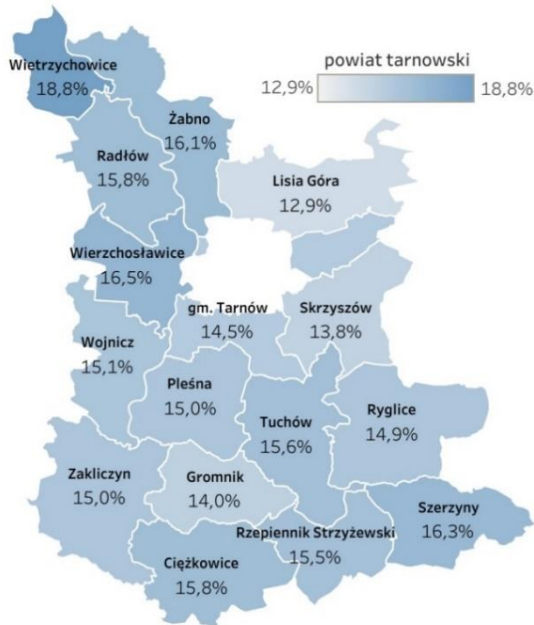 powiat tarnowski
12,9% 18,8%
Wietrzychowice
18,8%
Żabno
16,1%
Radłów
15,8%
Lisia Góra
12,9%
Wierzchosławice
16,5%
gm. Tarnów
14,5%
Skrzyszów
13,8%
Wojnicz
15,1%
Pleśna
15,0%
Tuchów
15,6%
Ryglice
14,9%
Zakliczyn
15,0%
Gromnik
14,0%
Rzepiennik Strzyżewski
15,5%
Szerzyny
16,3%
Ciężkowice
15,8%